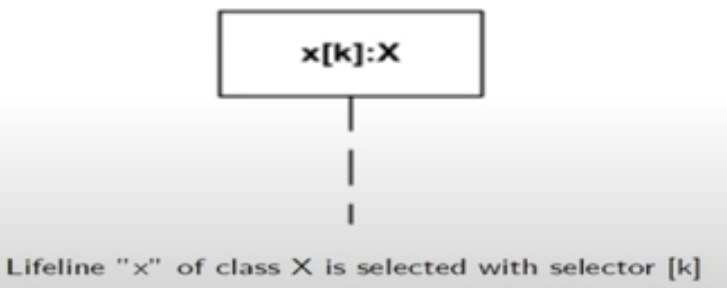 x[k]:X
Lifeline "x" of class X is selected with selector [k]